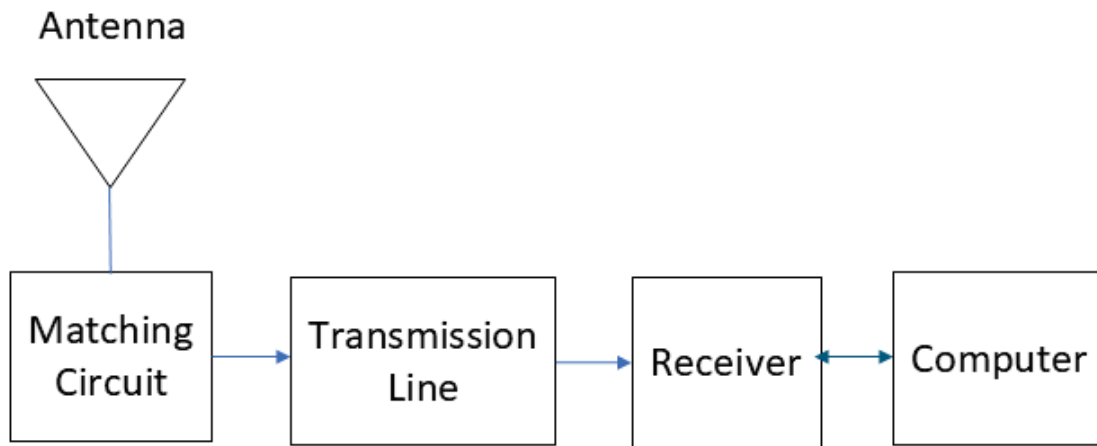 Antenna
Matching
Circuit
Transmission
Line
Receiver
Computer